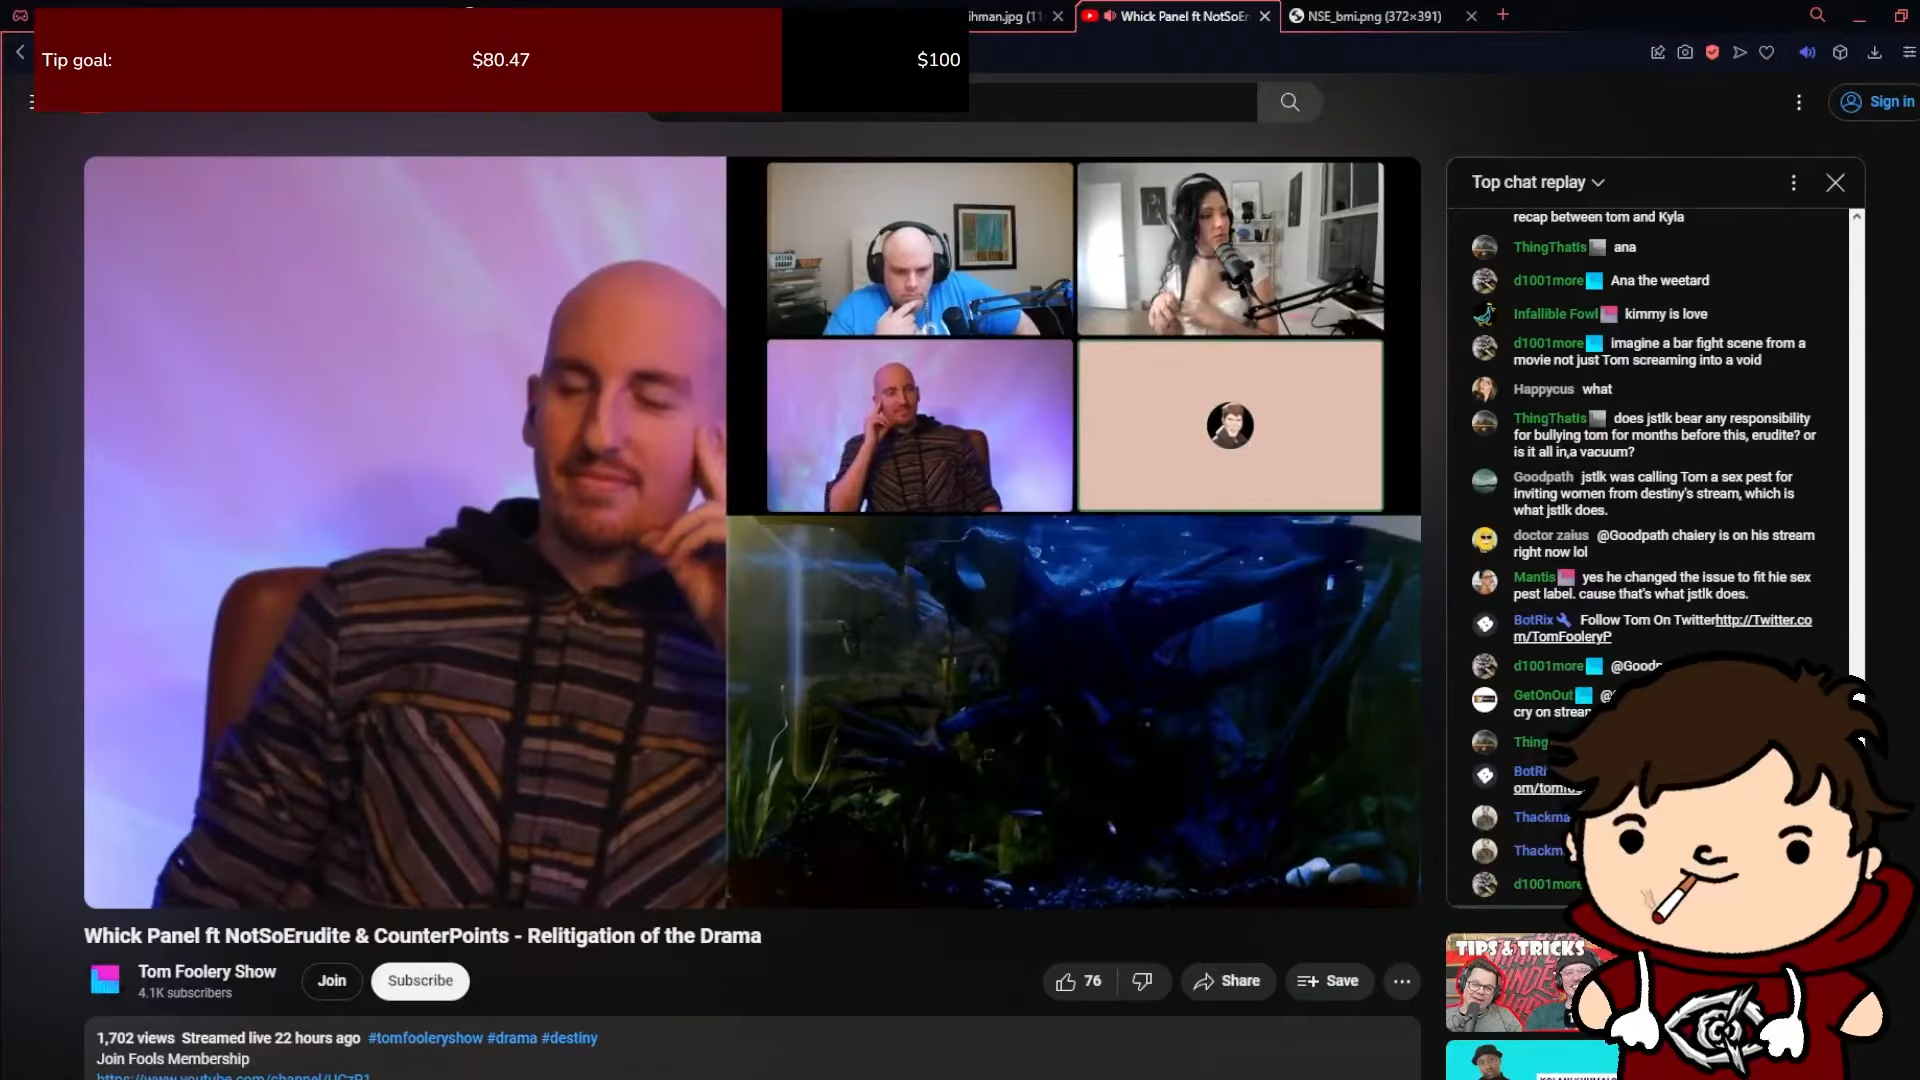 ihman.jpg (11
Whick Panel ft NotSoEr
NSE_bmi.png (372×391)
Tip goal:
$80.47
$100
Sign in
Top chat replay
recap between tom and Kyla
ThingThatIs ana
d1001more Ana the weetard
Infallible Fowl kimmy is love
d1001more imagine a bar fight scene from a
movie not just Tom screaming into a void
Happycus what
ThingThatIs does jstlk bear any responsibility
for bullying tom for months before this, erudite? or
is it all in,a vacuum?
Goodpath jstlk was calling Tom a sex pest for
inviting women from destiny's stream, which is
what jstlk does.
doctor zaius @Goodpath chaiery is on his stream
right now lol
Mantis yes he changed the issue to fit hie sex
pest label. cause that's what jstlk does.
BotRix Follow Tom On Twitterhttp://Twitter.co
m/TomFooleryP
d1001more @Goodp
GetOnOut @
cry on strean
Thing
BotRi
om/tomfo
Thackma
Thackm
d1001more
Whick Panel ft NotSoErudite & CounterPoints - Relitigation of the Drama
Tom Foolery Show
4.1K subscribers
Join
Subscribe
76
Share
Save
TIPS & TRICKS
1,702 views Streamed live 22 hours ago #tomfooleryshow #drama #destiny
Join Fools Membership